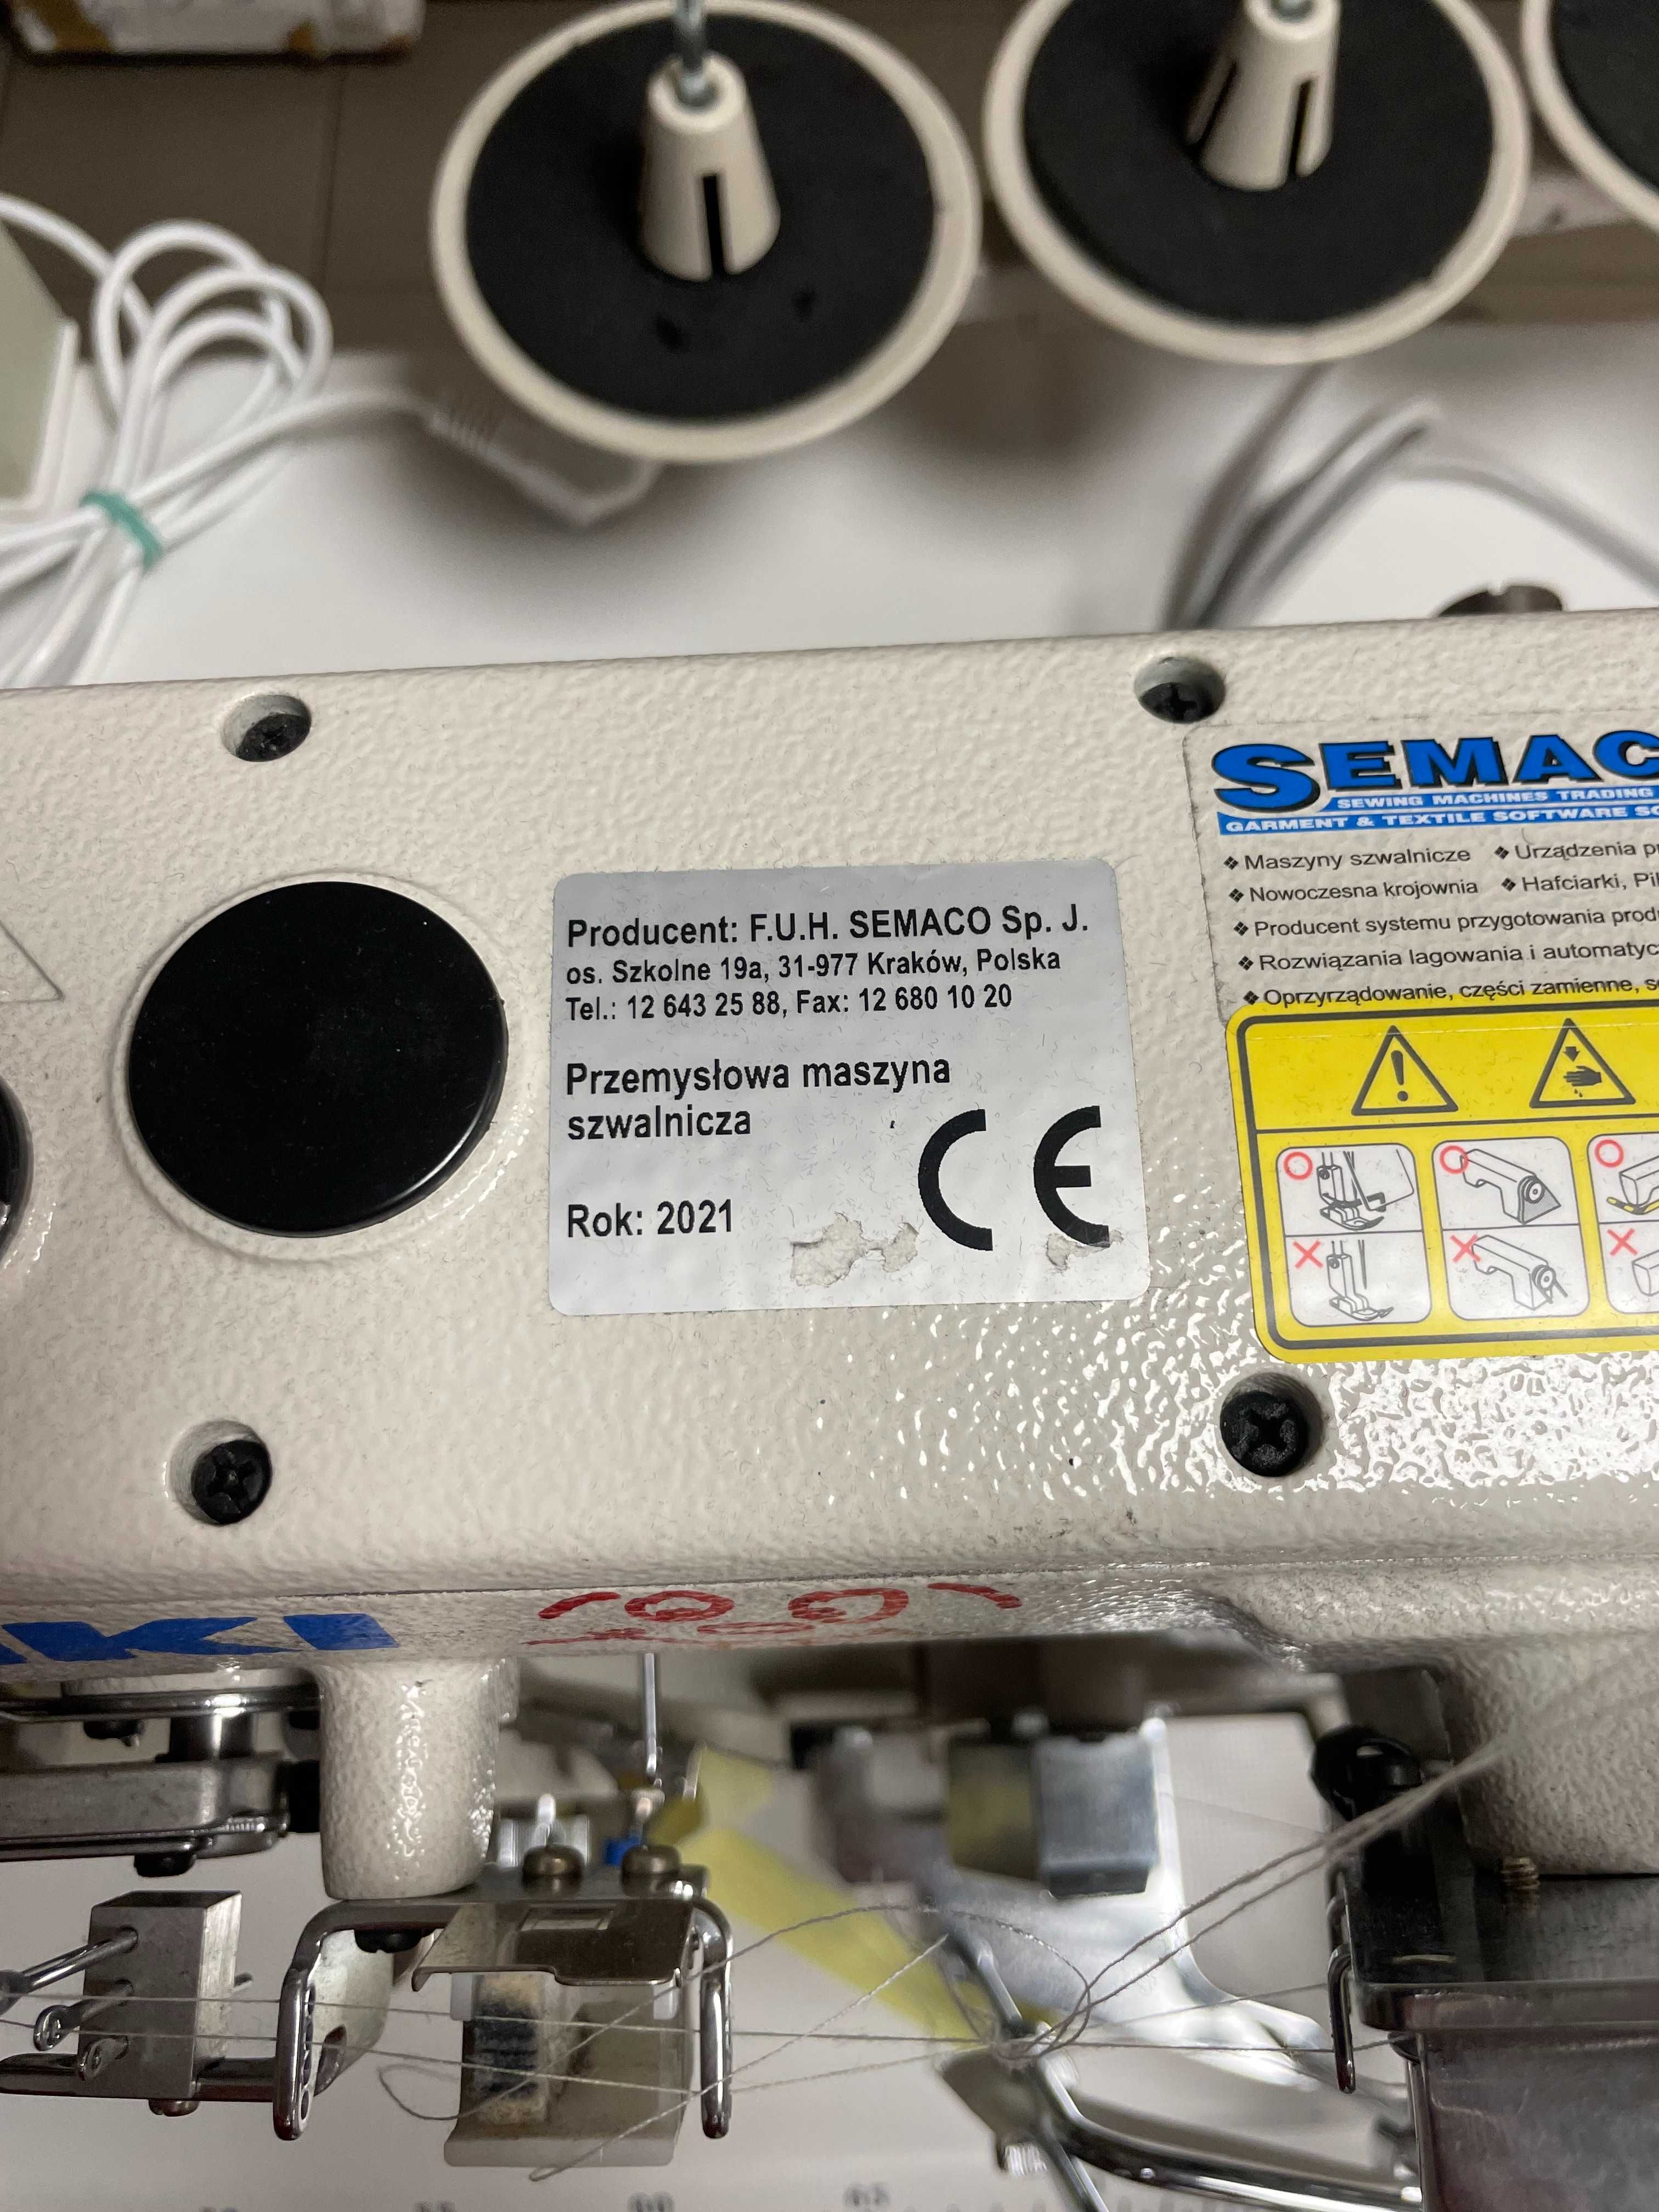 Producent: F.U.H. SEMACO Sp. J.
os. Szkolne 19a, 31-977 Kraków, Polska
Tel.: 12 643 25 88, Fax: 12 680 10 20
Przemysłowa maszyna
szwalnicza
CE
Rok: 2021
SEMAC
SEWING MACHINES TRADING
GARMENT & TEXTILE SOFTWARE
❖ Maszyny szwalnicze ❖ Urządzenia
❖ Nowoczesna krojownia ❖ Hafciarki,
❖ Producent systemu przygotowania
❖ Rozwiązania lagowania i
❖ Oprzyrządowanie, części zamienne,
KI